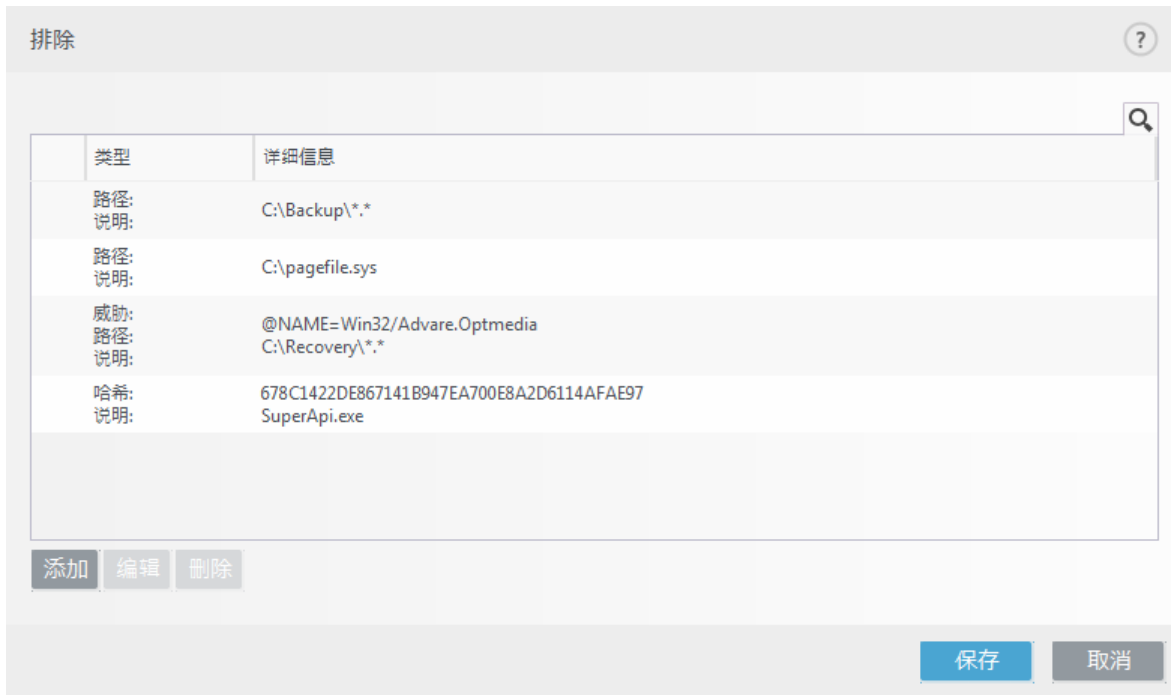 排除
?
类型 详细信息
路径:
说明:
C:\Backup\*.*
路径:
说明:
C:\pagefile.sys
威胁:
路径:
说明:
@NAME=Win32/Advare.Optmedia
C:\Recovery\*.*
哈希: 678C1422DE867141B947EA700E8A2D6114AFAE97
说明: SuperApi.exe
添加 编辑 删除
保存 取消